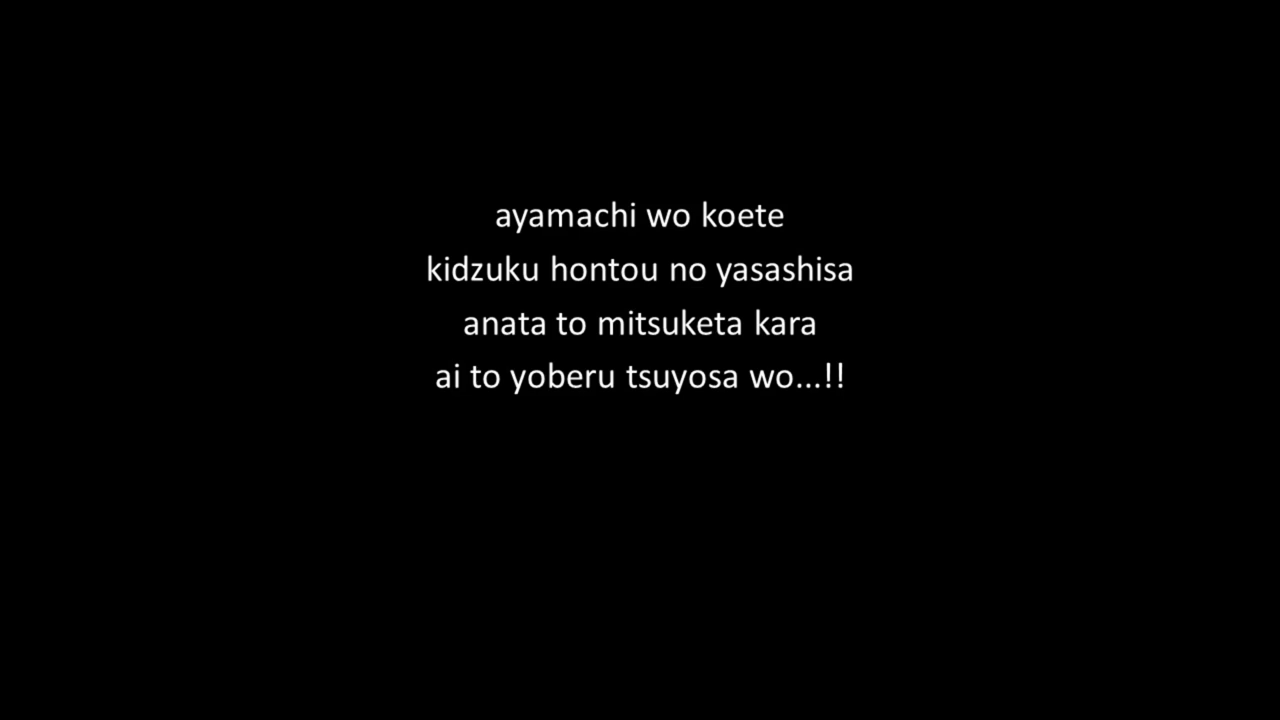 ayamachi wo koete
kidzuku hontou no yasashisa
anata to mitsuketa kara
ai to yoberu tsuyosa wo...!!